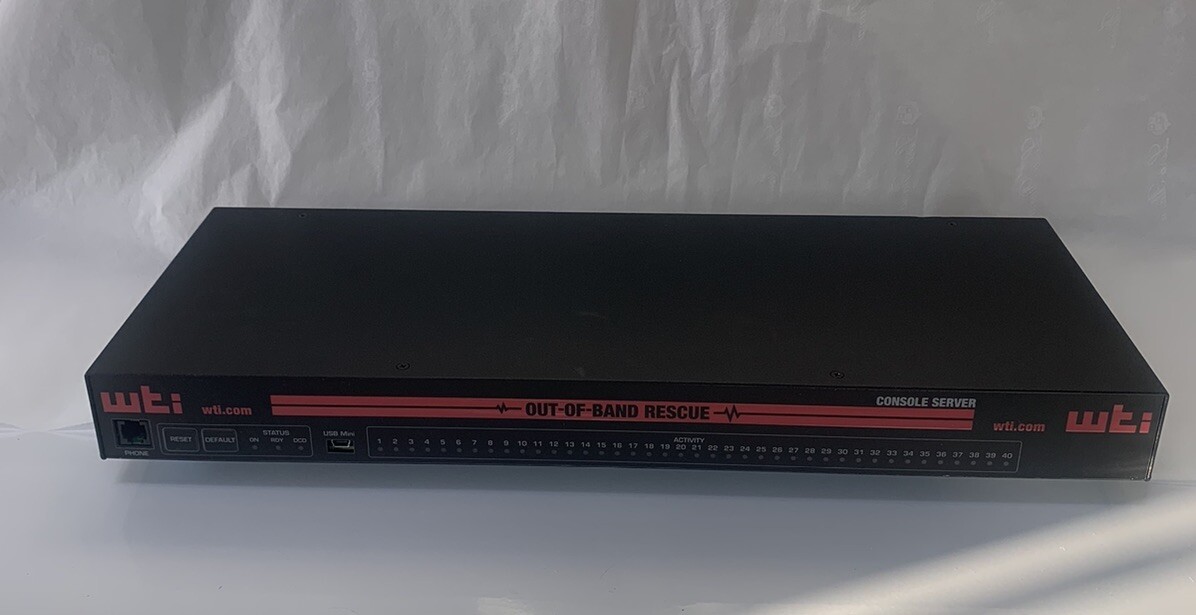 wti
wti.com
OUT-OF-BAND RESCUE
CONSOLE SERVER
wti.com
wti
PHONE
RESET
DEFAULT
STATUS
ON RDY DCD
USB Mini
ACTIVITY
1 2 3 4 5 6 7 8 9 10 11 12 13 14 15 16 17 18 19 20 21 22 23 24 25 26 27 28 29 30 31 32 33 34 35 36 37 38 39 40